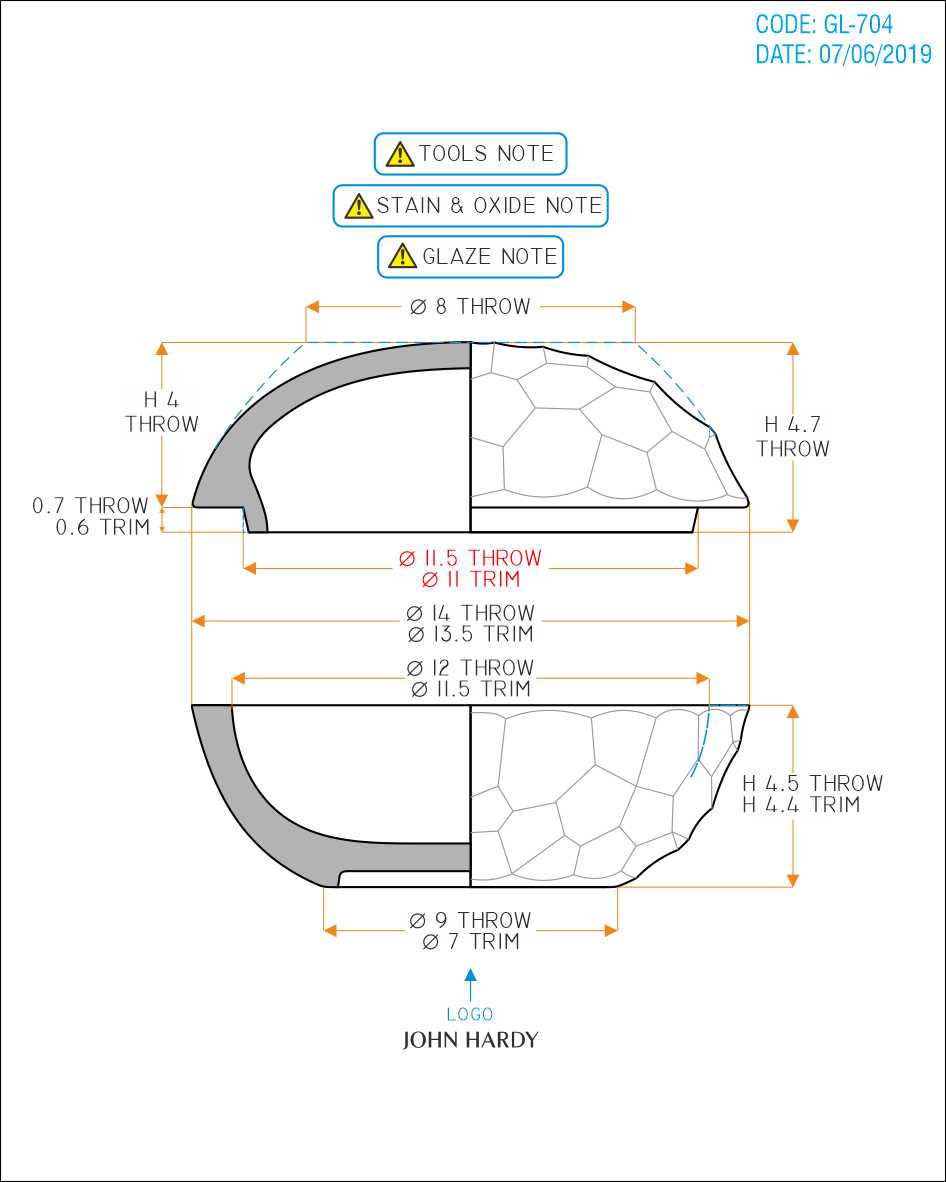 CODE: GL-704
DATE: 07/06/2019
TOOLS NOTE
STAIN & OXIDE NOTE
GLAZE NOTE
Ø 8 THROW
H 4
THROW
H 4.7
THROW
0.7 THROW
0.6 TRIM
Ø 11.5 THROW
Ø 11 TRIM
Ø 14 THROW
Ø 13.5 TRIM
Ø 12 THROW
Ø 11.5 TRIM
H 4.5 THROW
H 4.4 TRIM
Ø 9 THROW
Ø 7 TRIM
LOGO
JOHN HARDY